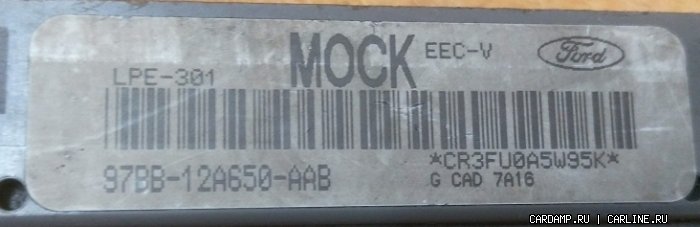 LPE-301 MOCK EEC-V Ford
*CR3FU0A5W95K*
97BB-12A650-AAB G CAD 7A16
CARDAMP.RU | CARLINE.RU